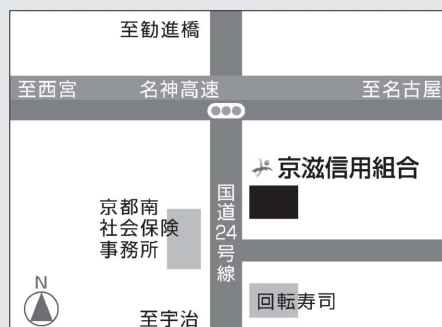 至勧進橋
至西宮 名神高速 至名古屋
京滋信用組合
国道24号線
京都南
社会保険
事務所
回転寿司
至宇治
N